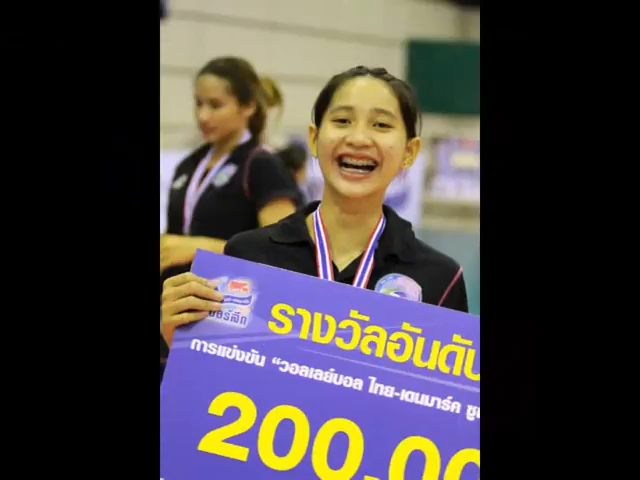 รางวัลอันดับ
การแข่งขัน "วอลเลย์บอล ไทย-เดนมาร์ค ซู
200,00